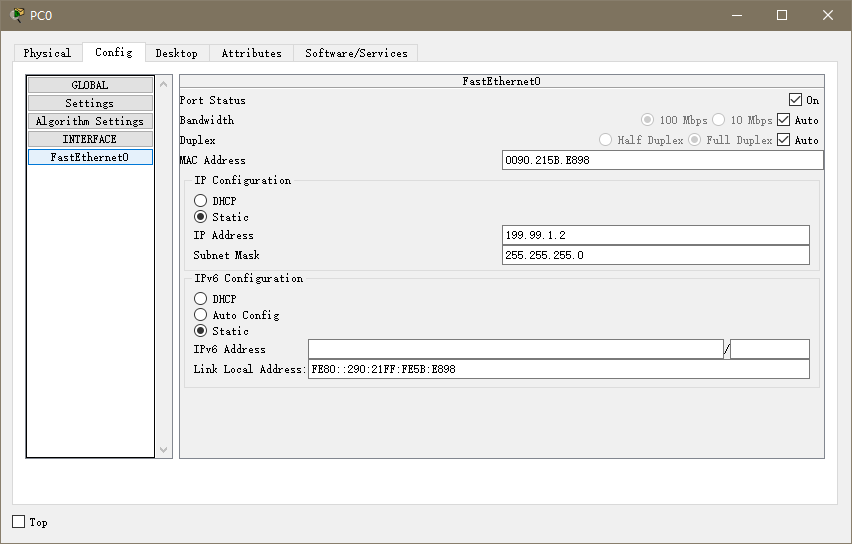 PC0
Physical Config Desktop Attributes Software/Services
GLOBAL
Settings
Algorithm Settings
INTERFACE
FastEthernet0
FastEthernet0
Port Status On
Bandwidth 100 Mbps 10 Mbps Auto
Duplex Half Duplex Full Duplex Auto
MAC Address 0090.215B.E898
IP Configuration
DHCP
Static
IP Address 199.99.1.2
Subnet Mask 255.255.255.0
IPv6 Configuration
DHCP
Auto Config
Static
IPv6 Address /
Link Local Address: FE80::290:21FF:FE5B:E898
Top